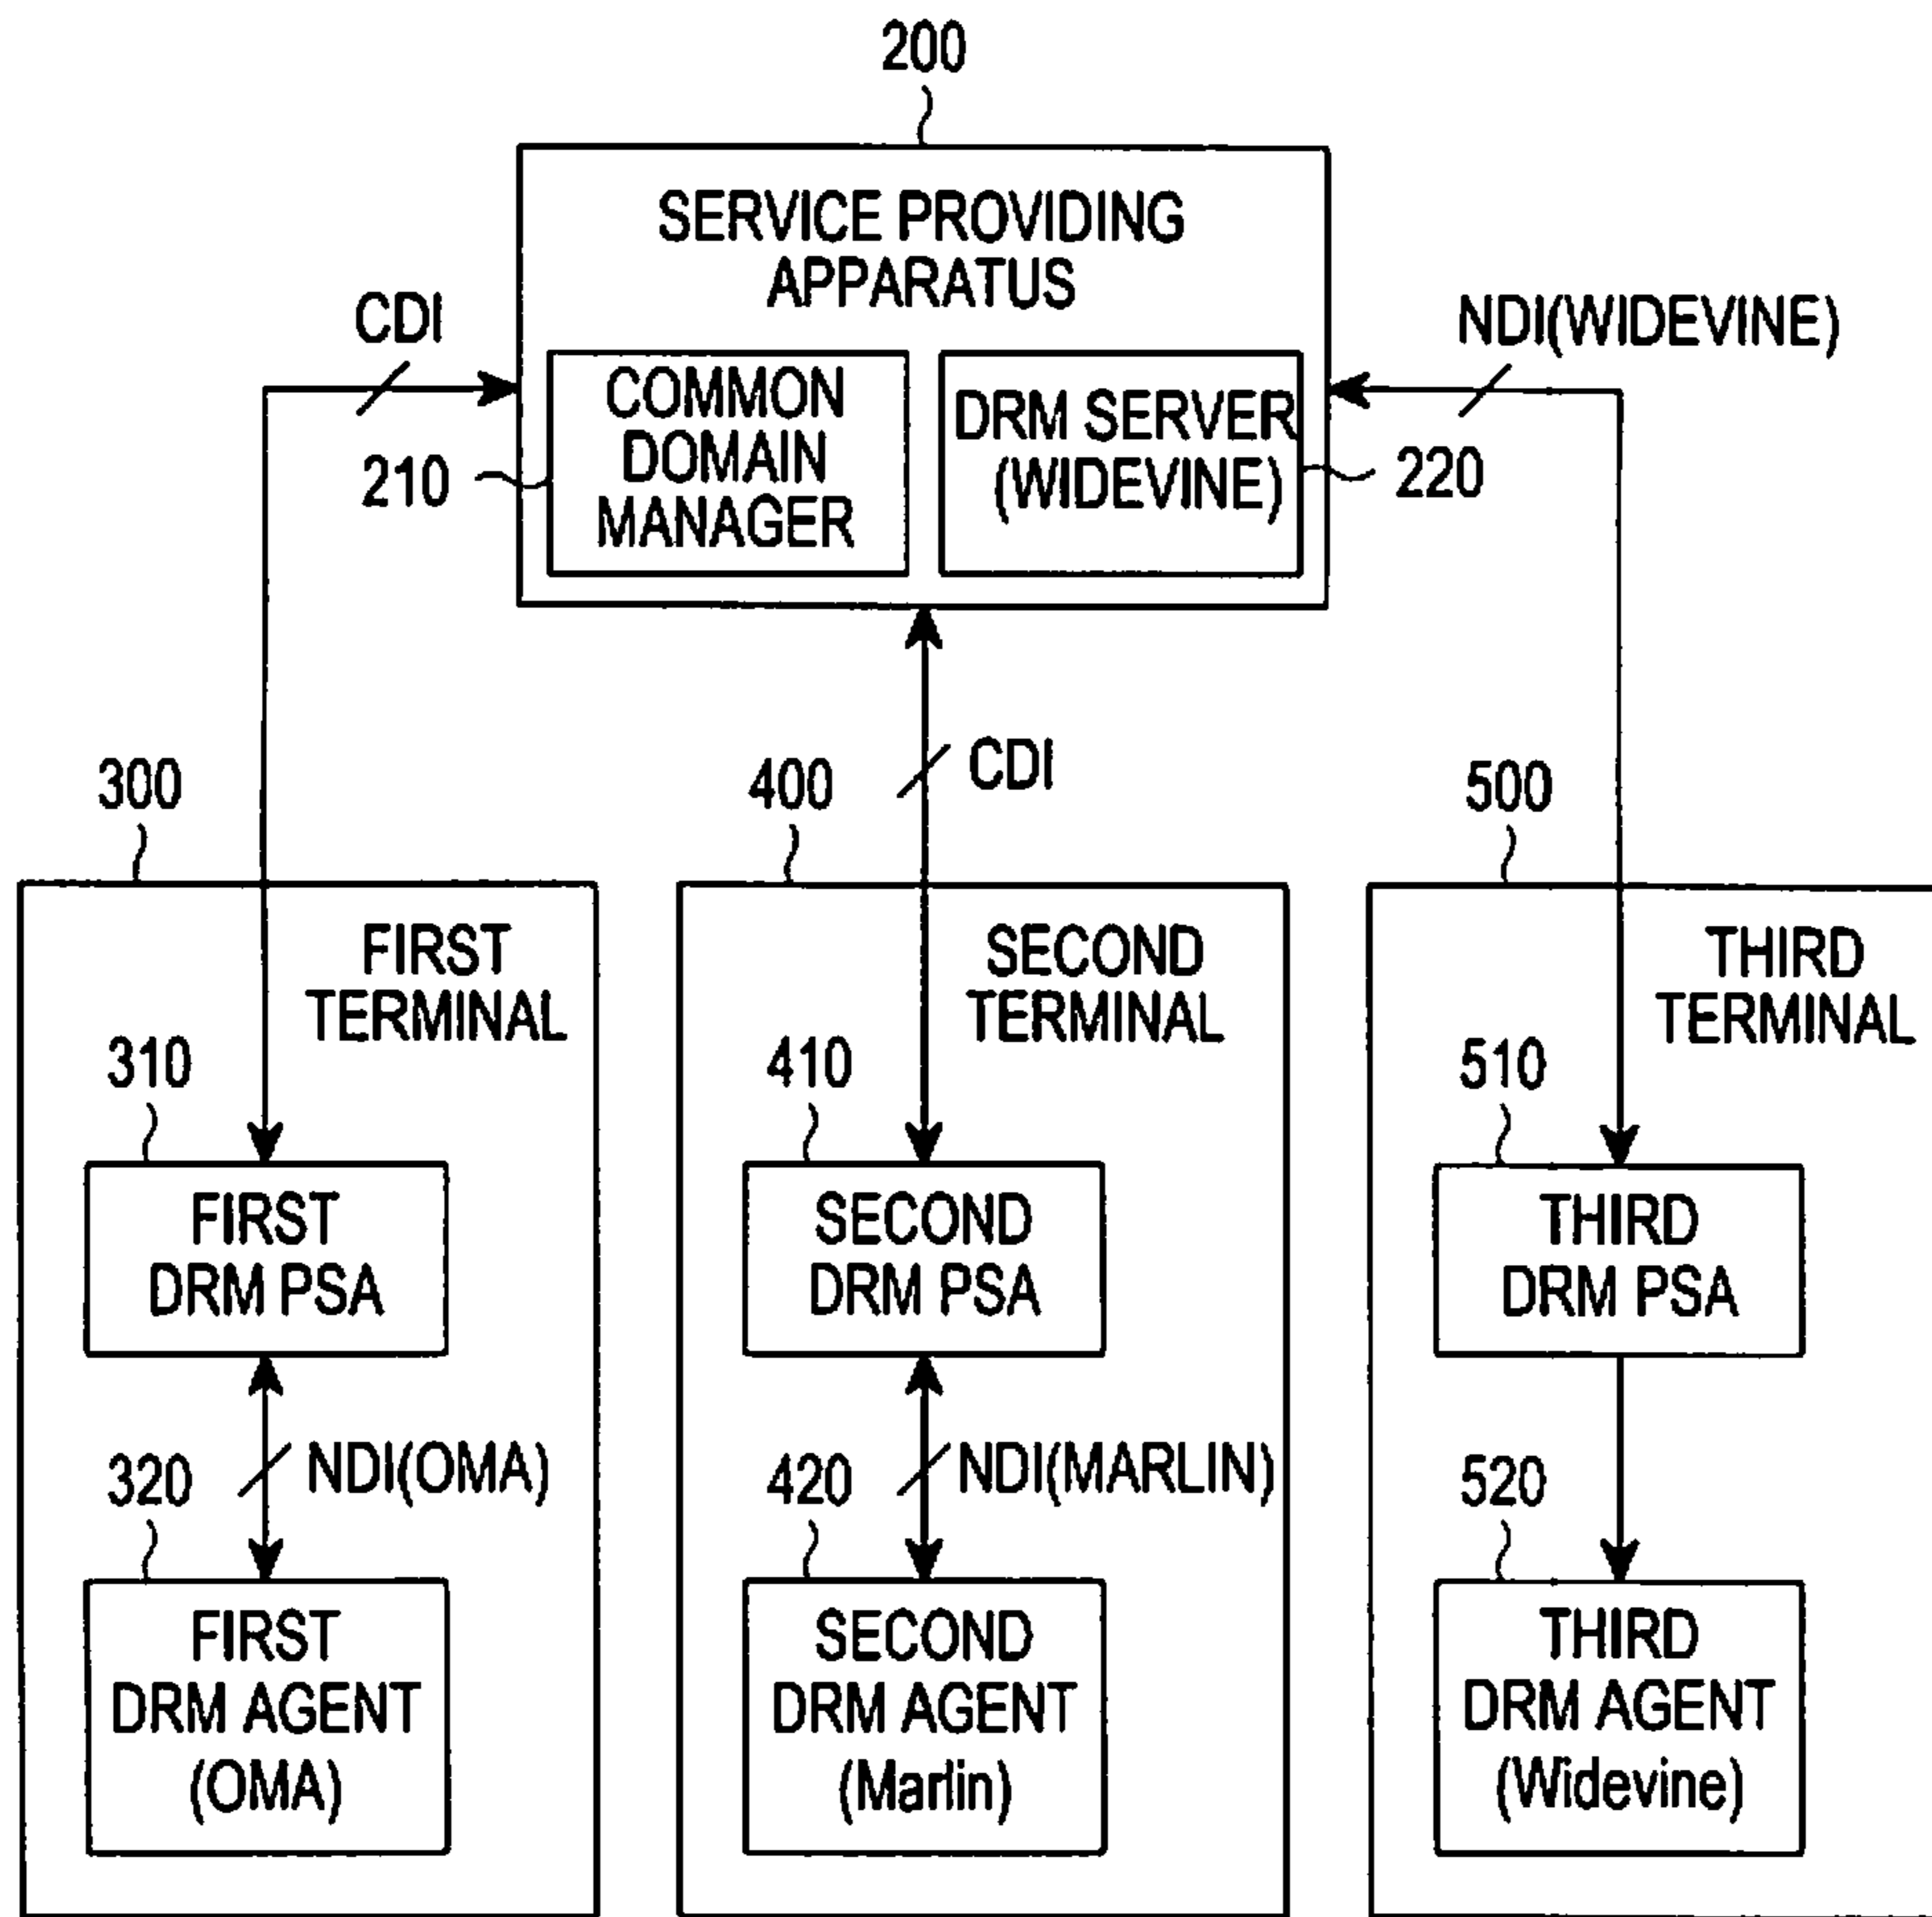 200
SERVICE PROVIDING
APPARATUS
CDI
NDI(WIDEVINE)
COMMON
DOMAIN
MANAGER
DRM SERVER
(WIDEVINE)
210
220
CDI
300
400
500
FIRST
TERMINAL
SECOND
TERMINAL
THIRD
TERMINAL
310
410
510
FIRST
DRM PSA
SECOND
DRM PSA
THIRD
DRM PSA
NDI(OMA)
NDI(MARLIN)
320
420
520
FIRST
DRM AGENT
(OMA)
SECOND
DRM AGENT
(Marlin)
THIRD
DRM AGENT
(Widevine)